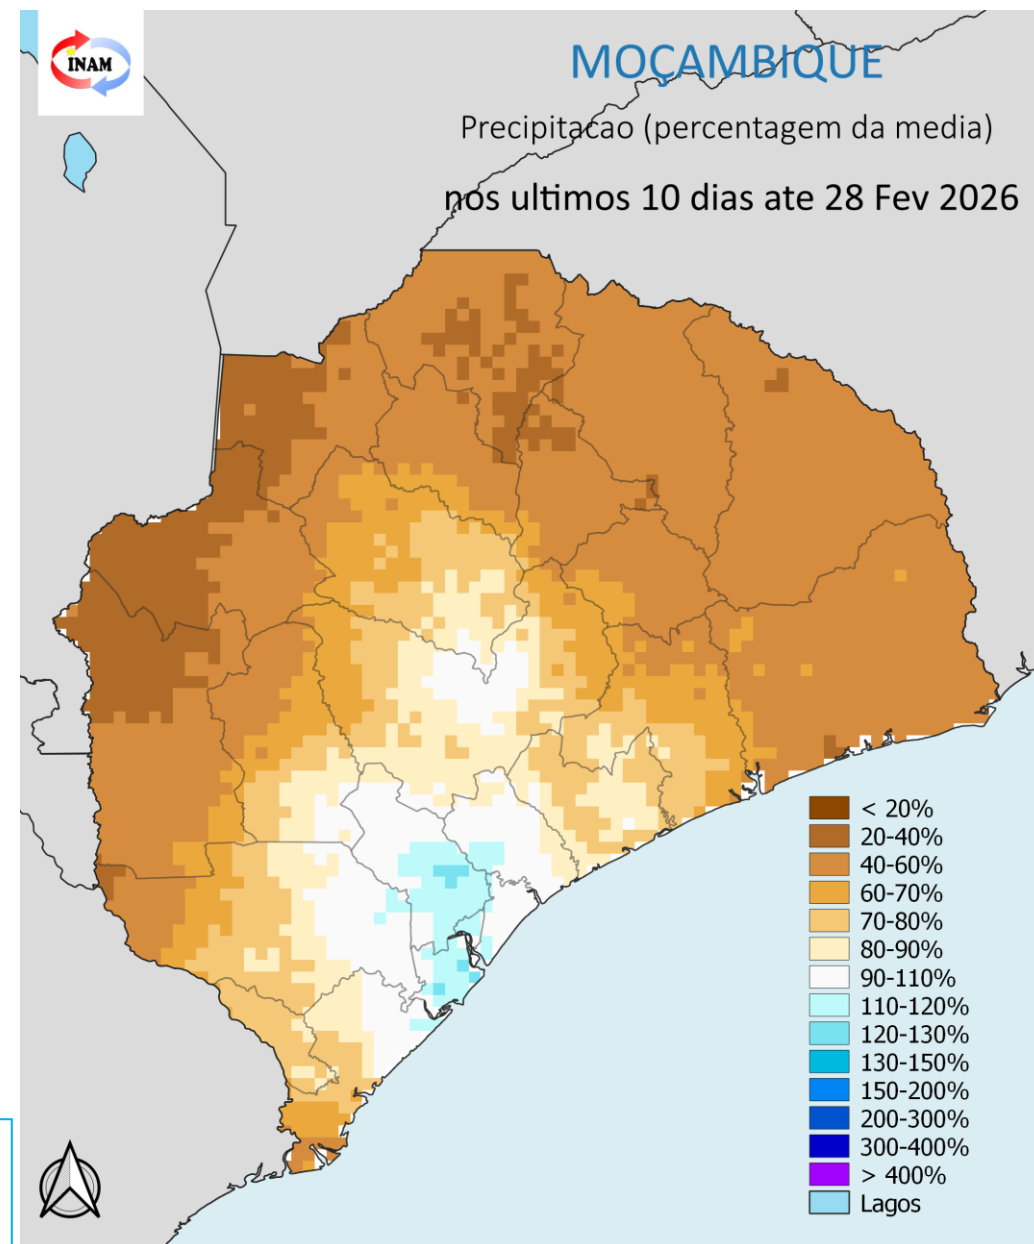 INAM
MOÇAMBIQUE
Precipitacao (percentagem da media)
nos ultimos 10 dias ate 28 Fev 2026
< 20%
20-40%
40-60%
60-70%
70-80%
80-90%
90-110%
110-120%
120-130%
130-150%
150-200%
200-300%
300-400%
> 400%
Lagos